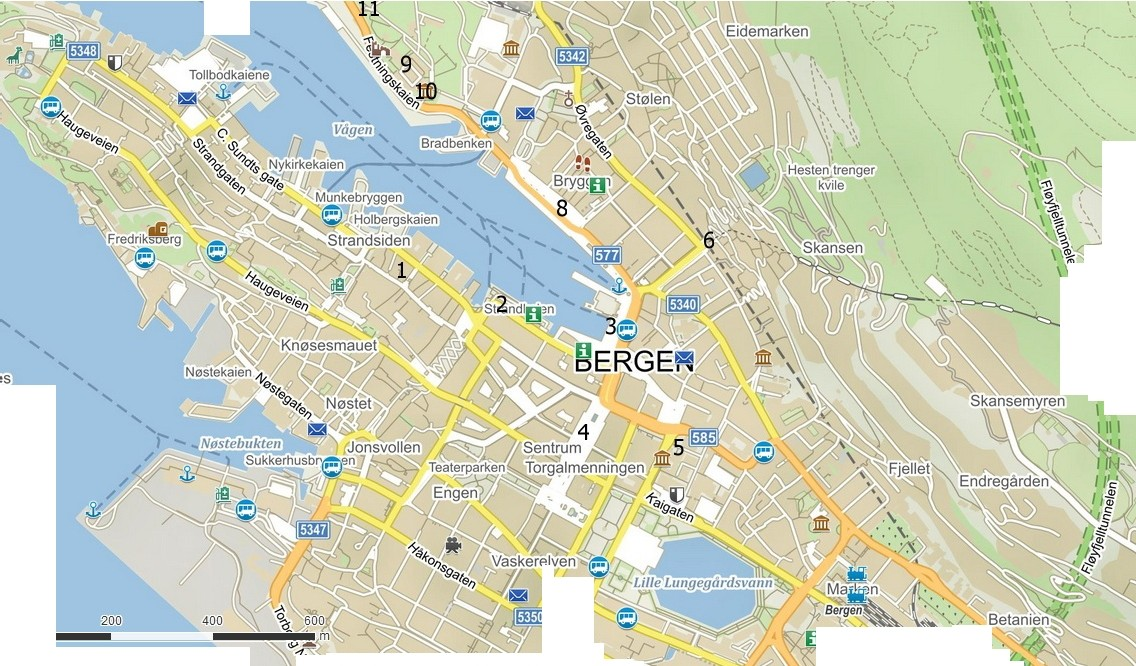 11
Eidemarken
5348
9
5342
Festningskaien
Tollbodkaiene
10
Stølen
Haugeveien
C. Sundts gate
Vågen
Øvregaten
Bradbenken
Strandgaten
Nykirkekaien
Hesten trenger
kvile
Bryggen
Munkebryggen
Fløyfjelltunnele
8
Holbergskaien
Fredriksberg
Strandsiden
6
Skansen
577
1
Haugeveien
2
Strandkaien
5340
3
Knøsesmauet
BERGEN
es
Nøstekaien
Nøstegaten
Nøstet
Skansemyren
4
585
Nøstebukten
Jonsvollen
Sentrum
5
Sukkerhusbryggen
Teaterparken
Torgalmenningen
Fjellet
Endregården
Engen
Kaigaten
Fløyfjelltunnelen
5347
Håkonsgaten
Vaskerelven
Lille Lungegårdsvann
Marken
Bergen
5350
Betanien
200
400
600
m